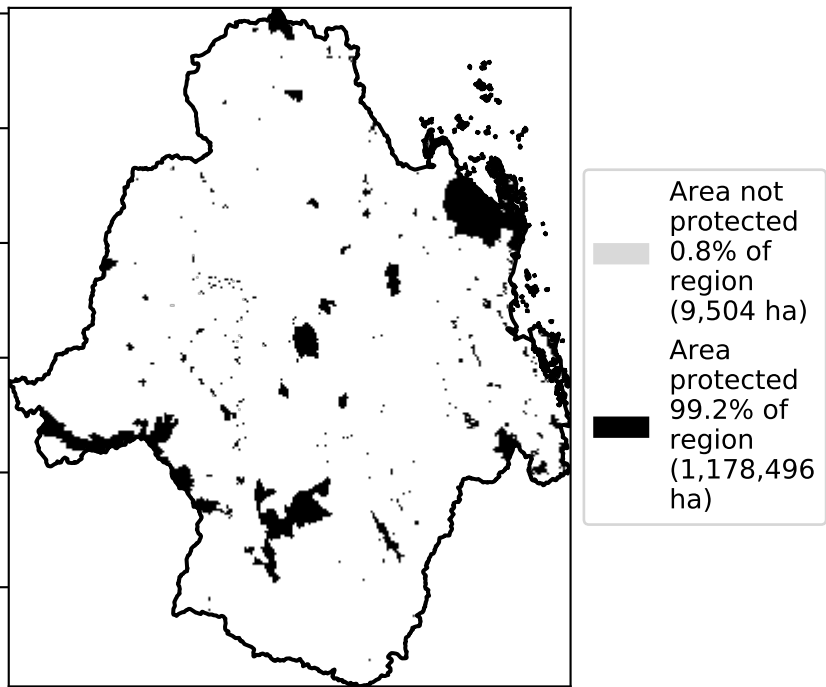 Area not
protected
0.8% of
region
(9,504 ha)
Area
protected
99.2% of
region
(1,178,496
ha)